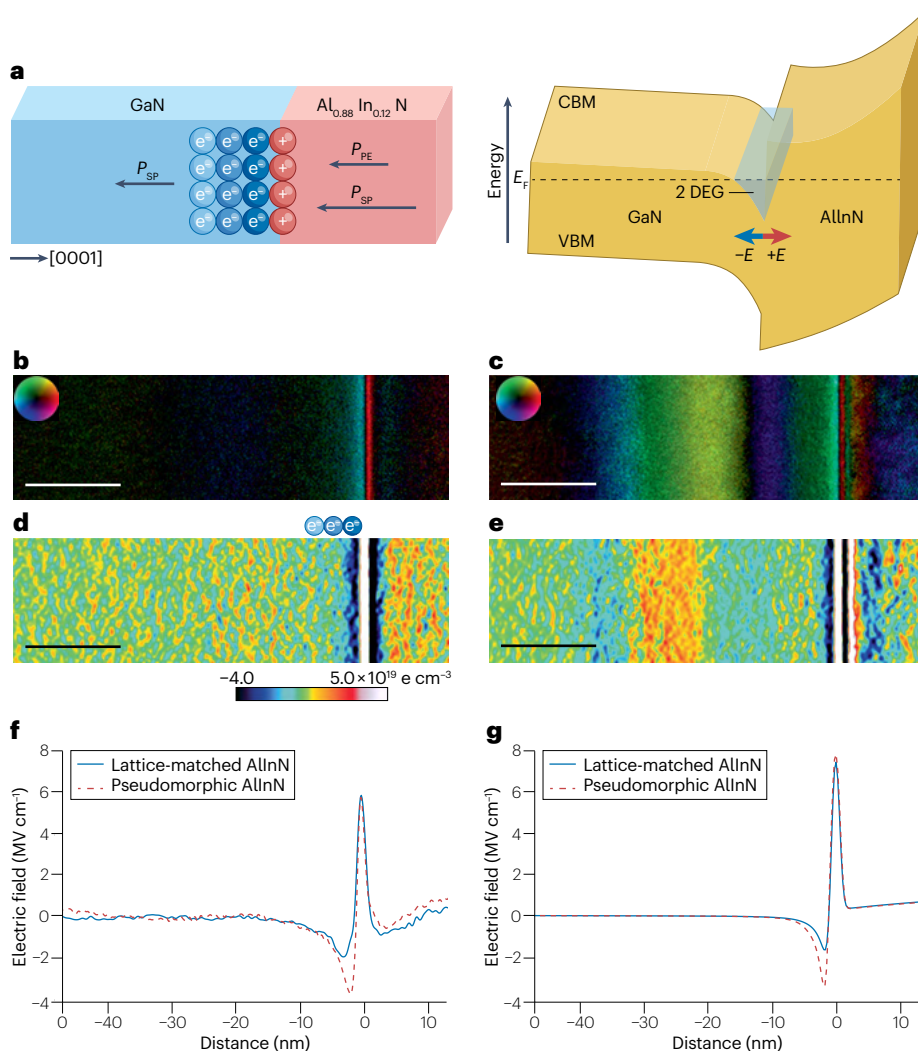 a
GaN
Al0.88 In0.12 N
e⊖ e⊖ e⊖ +
e⊖ e⊖ e⊖ +
e⊖ e⊖ e⊖ +
e⊖ e⊖ e⊖ +
PSP
PPE
PSP
[0001]
Energy
CBM
EF
2 DEG
GaN
AlInN
VBM
−E +E
b
c
d
e⊖ e⊖ e⊖
e
−4.0 5.0 × 10¹⁹ e cm⁻³
f
Electric field (MV cm⁻¹)
8
6
4
2
0
−2
−4
Lattice-matched AlInN
Pseudomorphic AlInN
0 −40 −30 −20 −10 0 10
Distance (nm)
g
Electric field (MV cm⁻¹)
8
6
4
2
0
−2
−4
Lattice-matched AlInN
Pseudomorphic AlInN
0 −40 −30 −20 −10 0 10
Distance (nm)